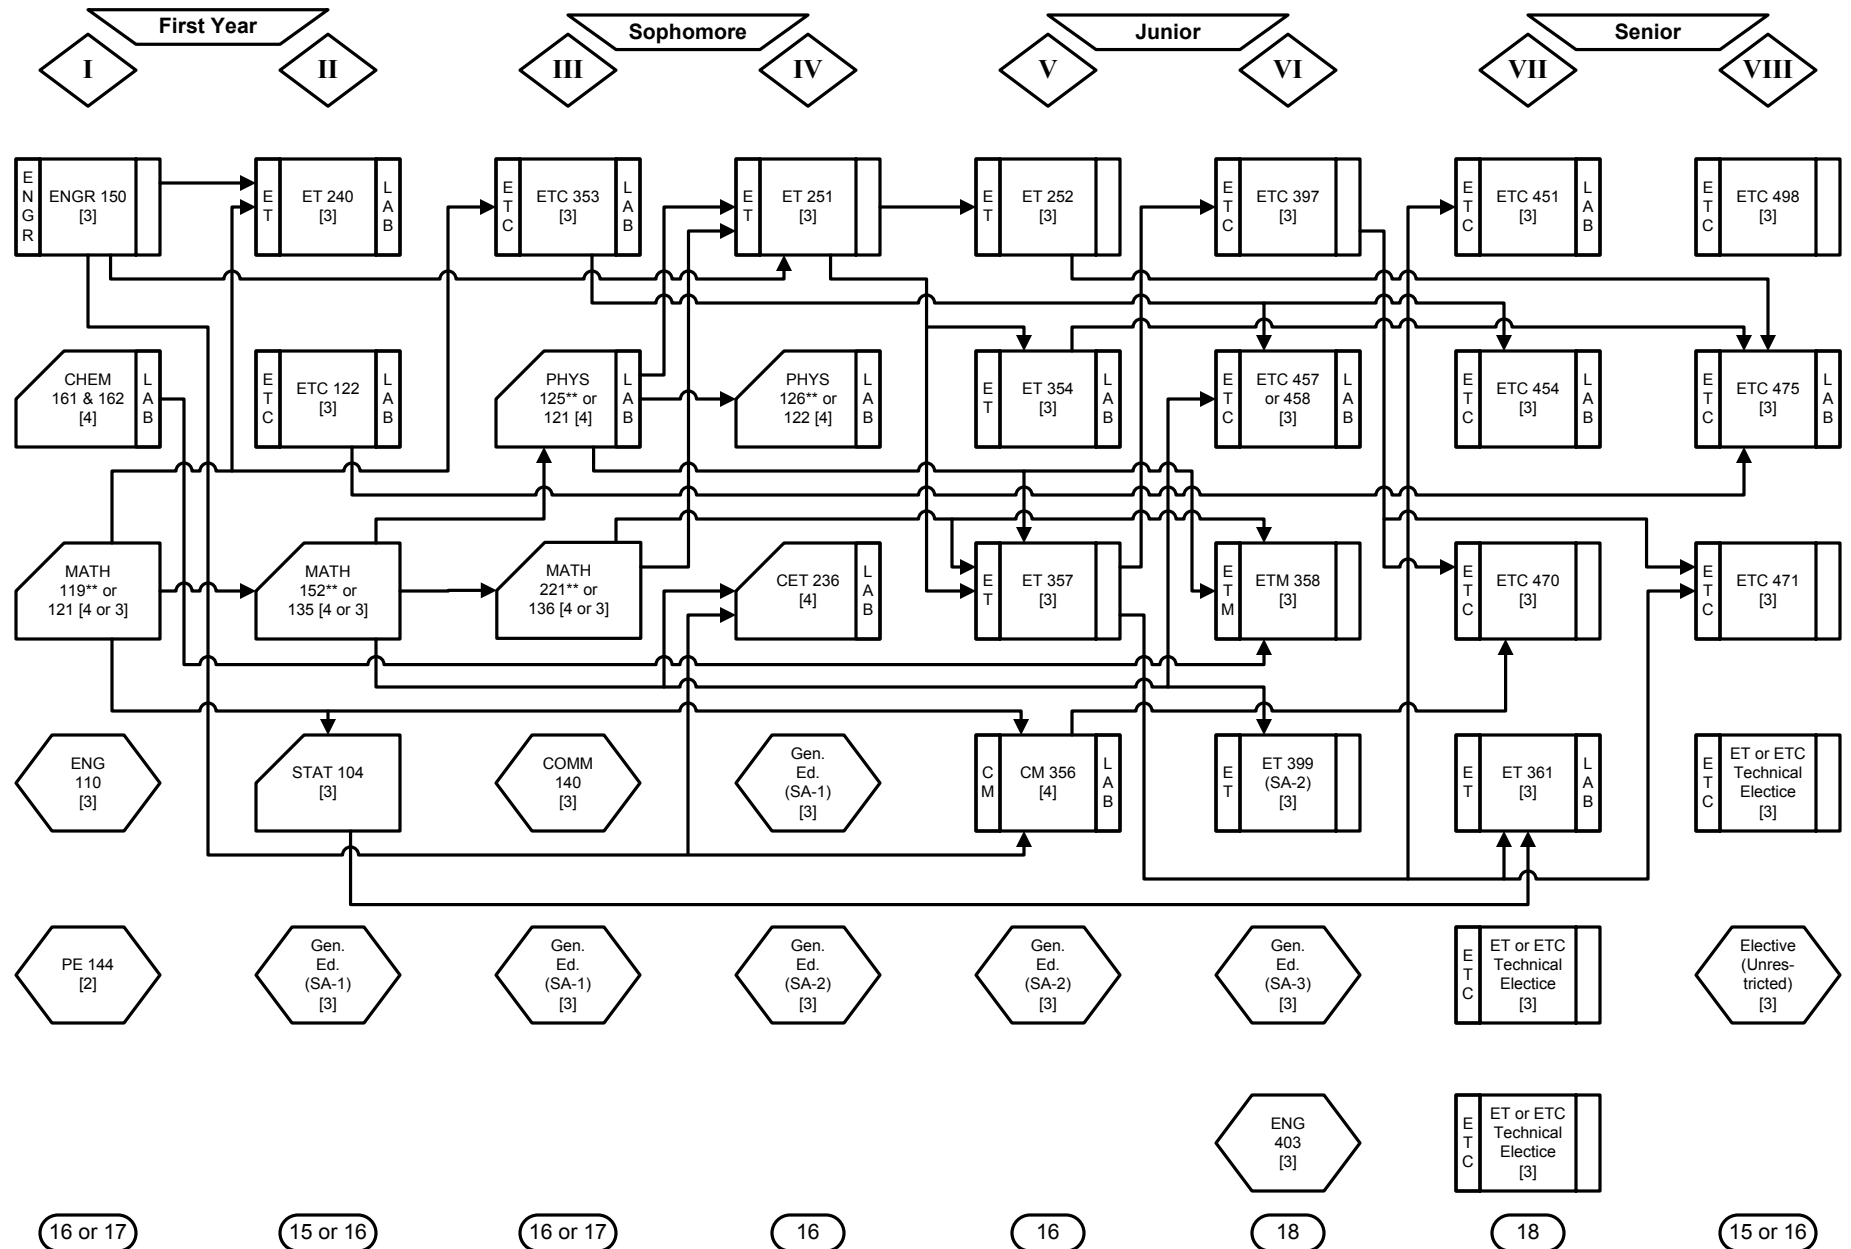 First Year
Sophomore
Junior
Senior
I
II
III
IV
V
VI
VII
VIII
ENGR
ENGR 150
[3]
ET
ET 240
[3]
LAB
ETC
ETC 353
[3]
LAB
ET
ET 251
[3]
ET
ET 252
[3]
ETC
ETC 397
[3]
ETC
ETC 451
[3]
LAB
ETC
ETC 498
[3]
CHEM
161 & 162
[4]
LAB
ETC
ETC 122
[3]
LAB
PHYS
125** or
121 [4]
LAB
PHYS
126** or
122 [4]
LAB
ET
ET 354
[3]
LAB
ETC
ETC 457
or 458
[3]
LAB
ETC
ETC 454
[3]
LAB
ETC
ETC 475
[3]
LAB
MATH
119** or
121 [4 or 3]
MATH
152** or
135 [4 or 3]
MATH
221** or
136 [4 or 3]
CET 236
[4]
LAB
ET
ET 357
[3]
ETM
ETM 358
[3]
ETC
ETC 470
[3]
ETC
ETC 471
[3]
ENG
110
[3]
STAT 104
[3]
COMM
140
[3]
Gen.
Ed.
(SA-1)
[3]
CM
CM 356
[4]
LAB
ET
ET 399
(SA-2)
[3]
ET
ET 361
[3]
LAB
ETC
ET or ETC
Technical
Electice
[3]
PE 144
[2]
Gen.
Ed.
(SA-1)
[3]
Gen.
Ed.
(SA-1)
[3]
Gen.
Ed.
(SA-2)
[3]
Gen.
Ed.
(SA-2)
[3]
Gen.
Ed.
(SA-3)
[3]
ETC
ET or ETC
Technical
Electice
[3]
Elective
(Unres-
tricted)
[3]
ENG
403
[3]
ETC
ET or ETC
Technical
Electice
[3]
16 or 17
15 or 16
16 or 17
16
16
18
18
15 or 16